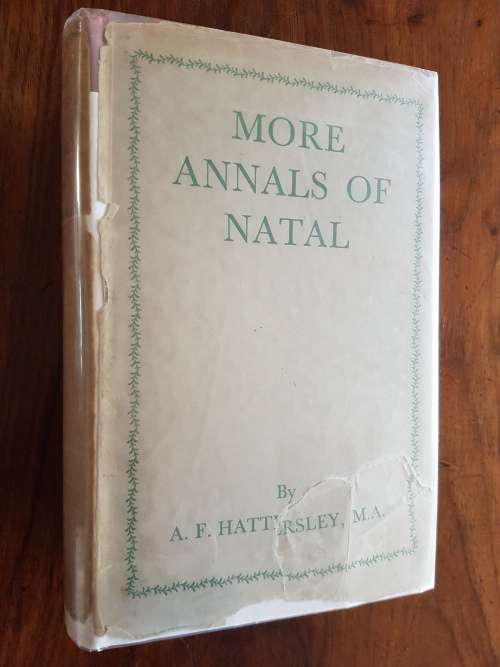 MORE
ANNALS OF
NATAL
By
A. F. HATTERSLEY, M.A.